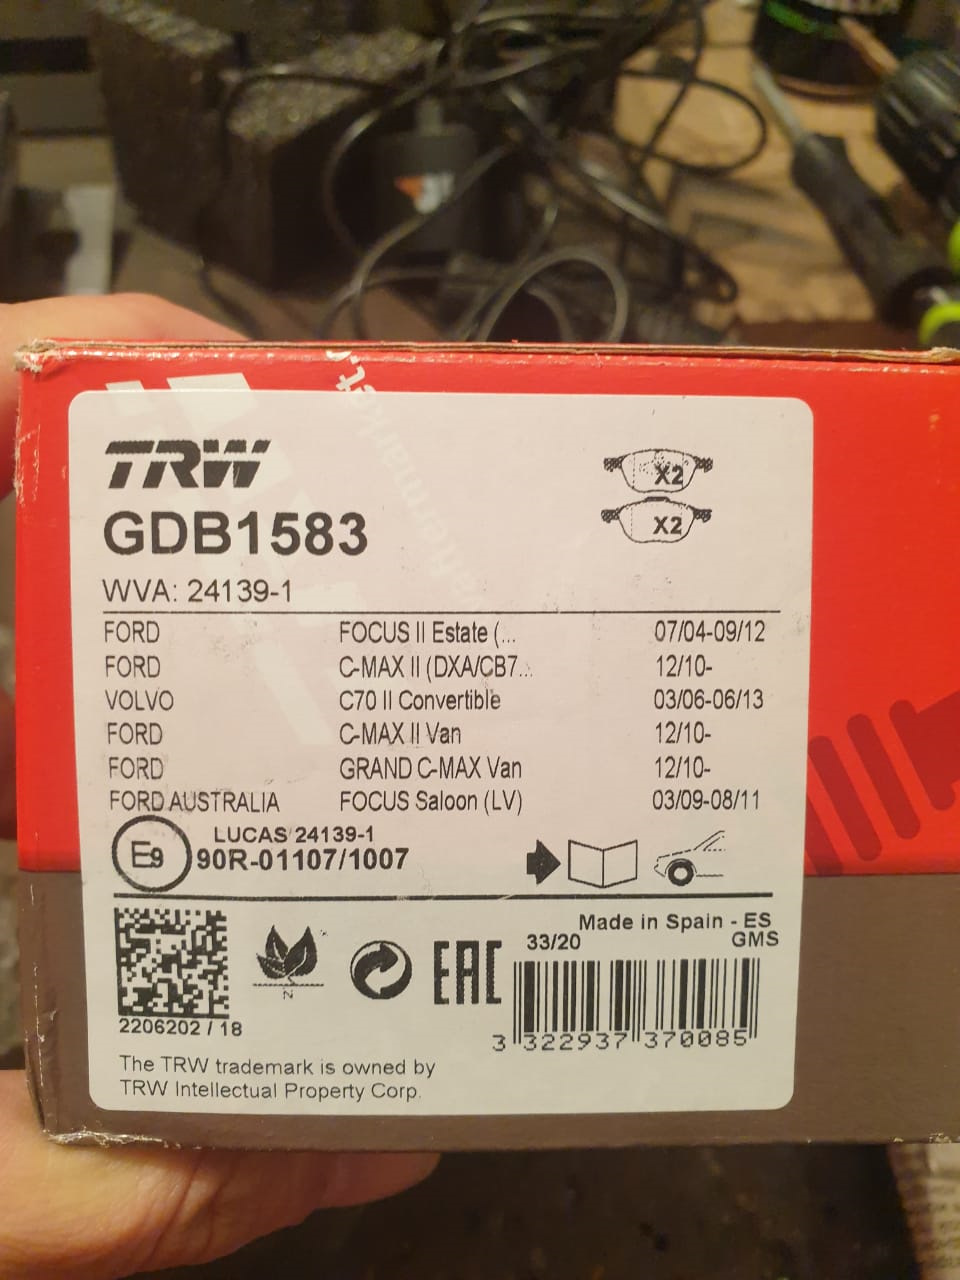 TRW
GDB1583
X2
X2
WVA: 24139-1
FORD FOCUS II Estate (... 07/04-09/12
FORD C-MAX II (DXA/CB7... 12/10-
VOLVO C70 II Convertible 03/06-06/13
FORD C-MAX II Van 12/10-
FORD GRAND C-MAX Van 12/10-
FORD AUSTRALIA FOCUS Saloon (LV) 03/09-08/11
E9
LUCAS 24139-1
90R-01107/1007
Made in Spain - ES
33/20 GMS
N
EAC
2206202 / 18
3 322937 370085
The TRW trademark is owned by
TRW Intellectual Property Corp.